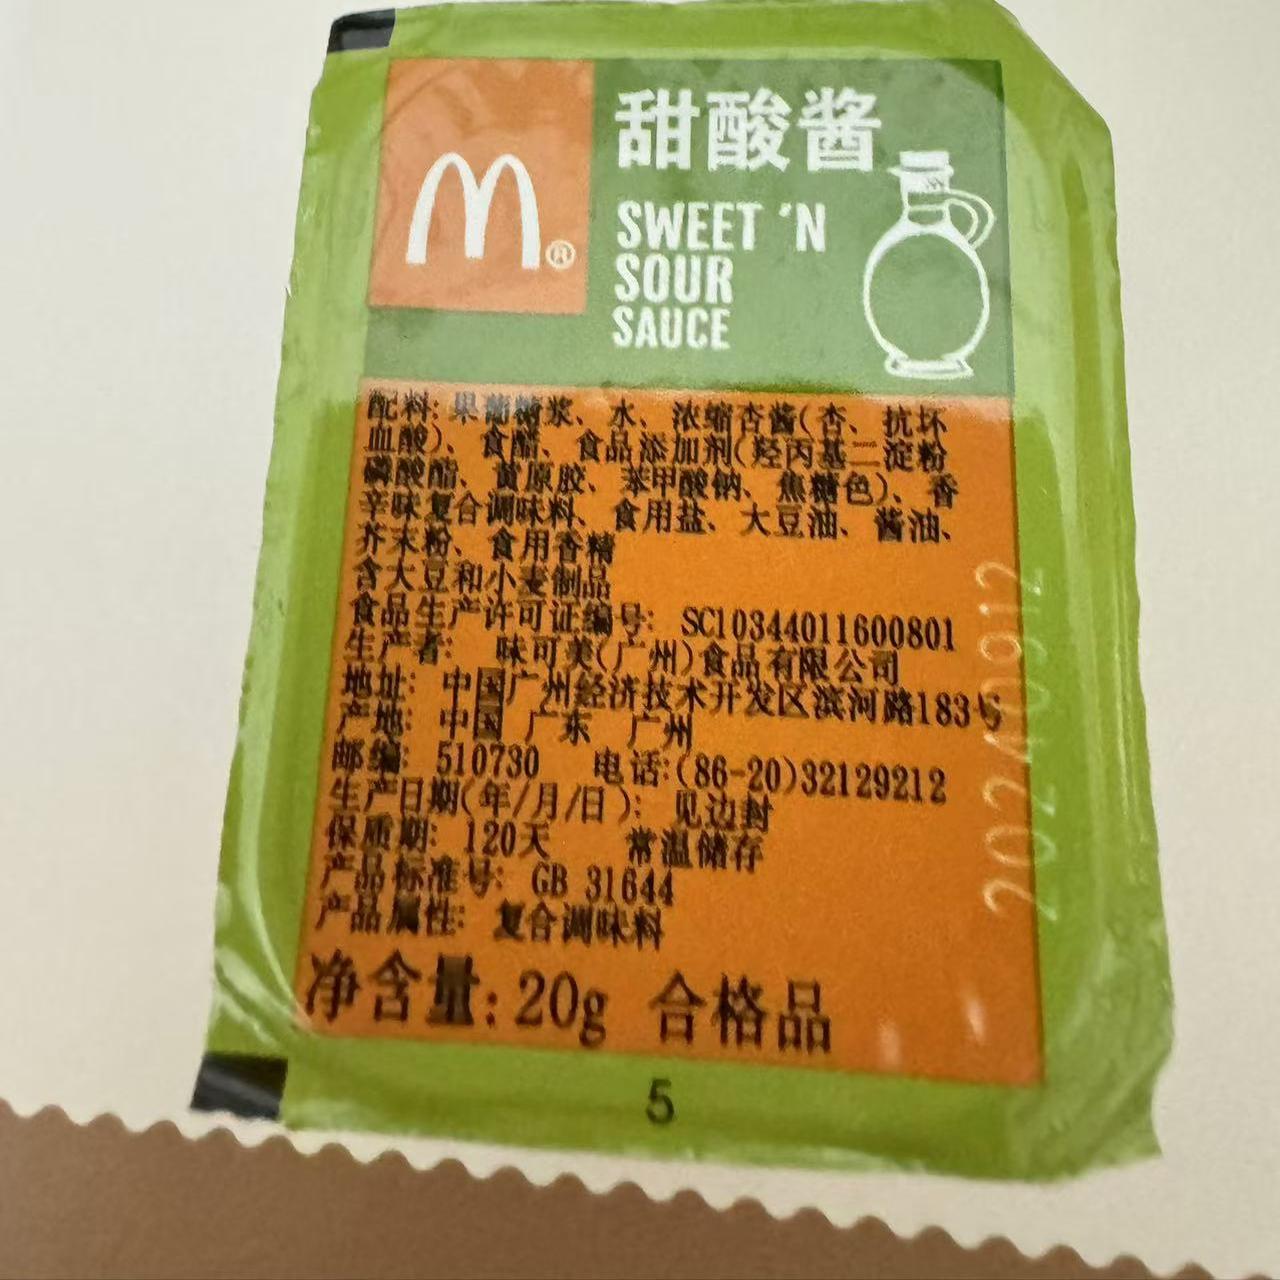 M®
甜酸酱
SWEET 'N
SOUR
SAUCE
配料: 果葡糖浆、水、浓缩杏酱(杏、抗坏
血酸)、食醋、食品添加剂(羟丙基二淀粉
磷酸酯、黄原胶、苯甲酸钠、焦糖色)、香
辛味复合调味料、食用盐、大豆油、酱油、
芥末粉、食用香精
含大豆和小麦制品
食品生产许可证编号: SC10344011600801
生产者: 味可美(广州)食品有限公司
地址: 中国广州经济技术开发区滨河路183号
产地: 中国 广东 广州
邮编: 510730 电话:(86-20)32129212
生产日期(年/月/日): 见边封
保质期: 120天 常温储存
产品标准号: GB 31644
产品属性: 复合调味料
净含量: 20g 合格品
5